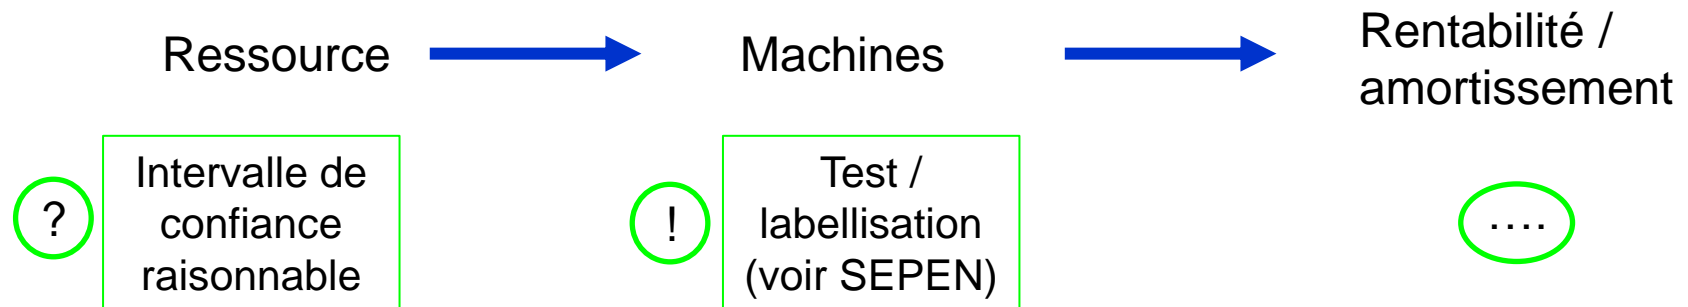 Ressource
Machines
Rentabilité /
amortissement
?
Intervalle de
confiance
raisonnable
!
Test /
labellisation
(voir SEPEN)
....